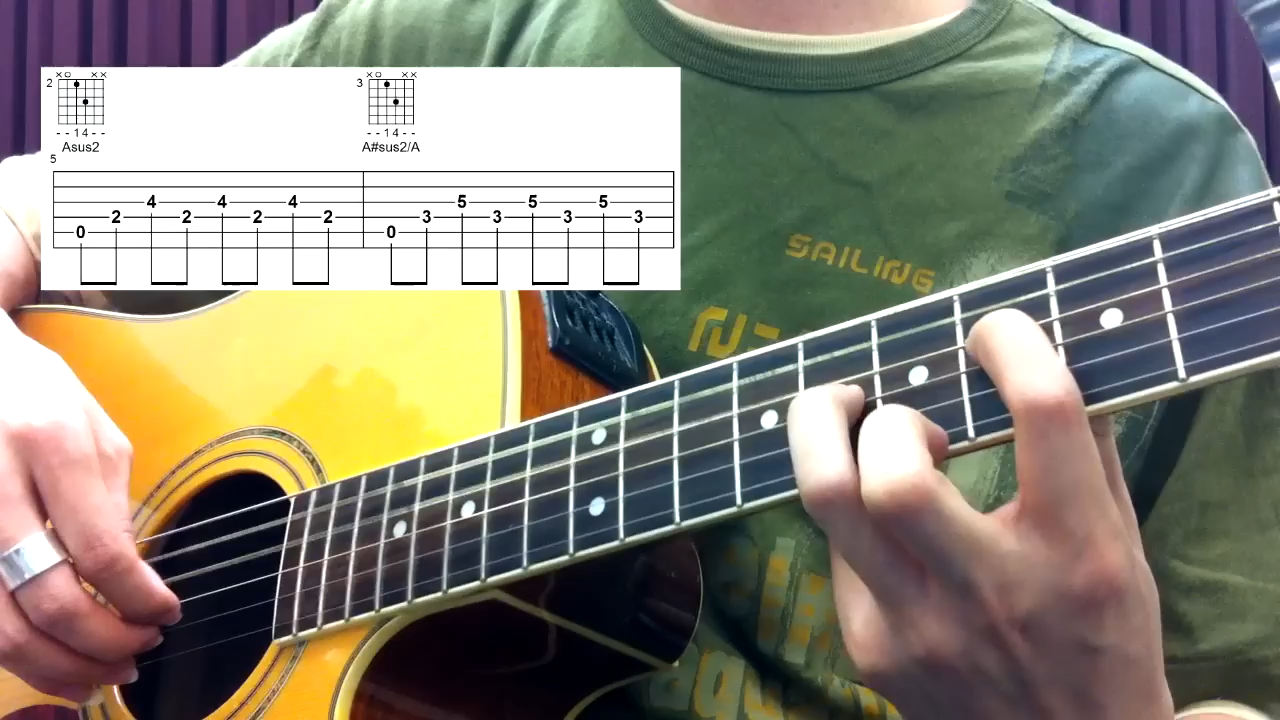 x o x x x o x x
2 3
- - 1 4 - - - - 1 4 - -
Asus2 A#sus2/A
5
4 4 4 5 5 5
2 2 2 2 3 3 3 3
0 0
SAILING